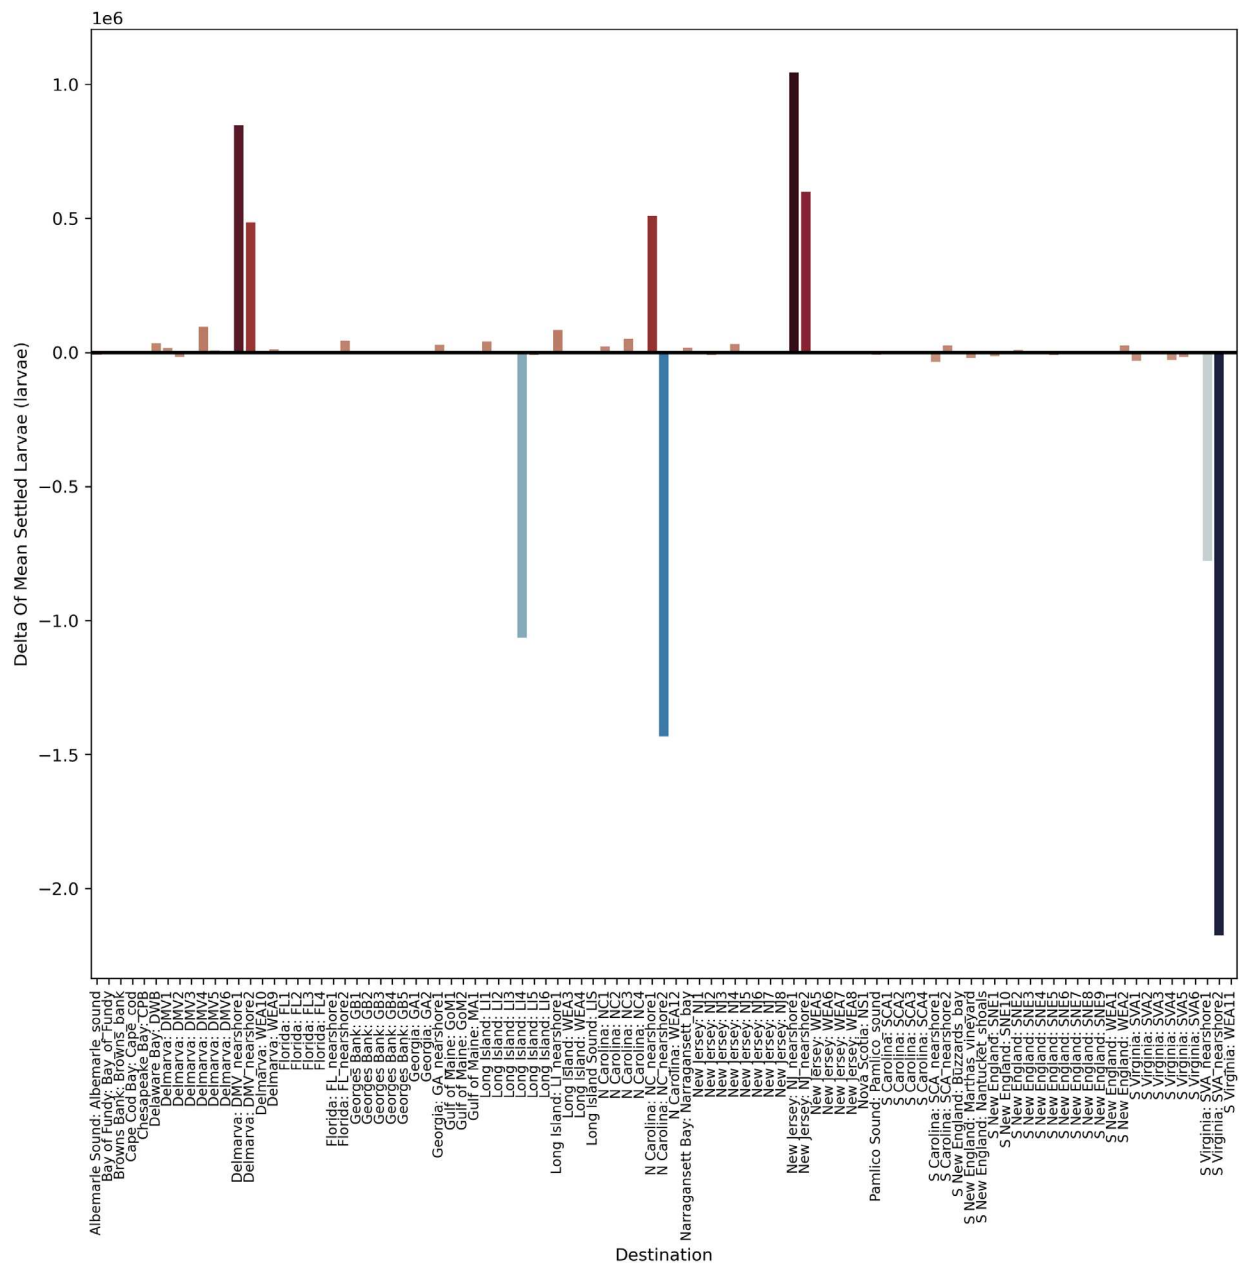 1e6
1.0
0.5
0.0
−0.5
−1.0
−1.5
−2.0
Delta Of Mean Settled Larvae (larvae)
Albemarle Sound: Albemarle_sound
Bay of Fundy: Bay_of_Fundy
Browns Bank: Browns_bank
Cape Cod Bay: Cape_cod
Chesapeake Bay: CPB
Delaware Bay: DWB
Delmarva: DMV1
Delmarva: DMV2
Delmarva: DMV3
Delmarva: DMV4
Delmarva: DMV5
Delmarva: DMV6
Delmarva: DMV_nearshore1
Delmarva: DMV_nearshore2
Delmarva: WEA10
Delmarva: WEA9
Florida: FL1
Florida: FL2
Florida: FL3
Florida: FL4
Florida: FL_nearshore1
Florida: FL_nearshore2
Georges Bank: GB1
Georges Bank: GB2
Georges Bank: GB3
Georges Bank: GB4
Georges Bank: GB5
Georgia: GA1
Georgia: GA2
Georgia: GA_nearshore1
Gulf of Maine: GoM1
Gulf of Maine: GoM2
Gulf of Maine: MA1
Long Island: LI1
Long Island: LI2
Long Island: LI3
Long Island: LI4
Long Island: LI5
Long Island: LI6
Long Island: LI_nearshore1
Long Island: WEA3
Long Island: WEA4
Long Island Sound: LIS
N Carolina: NC1
N Carolina: NC2
N Carolina: NC3
N Carolina: NC4
N Carolina: NC_nearshore1
N Carolina: NC_nearshore2
N Carolina: WEA12
Narragansett Bay: Narragansett_bay
New Jersey: NJ1
New Jersey: NJ2
New Jersey: NJ3
New Jersey: NJ4
New Jersey: NJ5
New Jersey: NJ6
New Jersey: NJ7
New Jersey: NJ8
New Jersey: NJ_nearshore1
New Jersey: NJ_nearshore2
New Jersey: WEA5
New Jersey: WEA6
New Jersey: WEA7
New Jersey: WEA8
Nova Scotia: NS1
Pamlico Sound: Pamlico_sound
S Carolina: SCA1
S Carolina: SCA2
S Carolina: SCA3
S Carolina: SCA4
S Carolina: SCA_nearshore1
S Carolina: SCA_nearshore2
S New England: Buzzards_bay
S New England: Marthas_vineyard
S New England: Nantucket_shoals
S New England: SNE1
S New England: SNE10
S New England: SNE2
S New England: SNE3
S New England: SNE4
S New England: SNE5
S New England: SNE6
S New England: SNE7
S New England: SNE8
S New England: SNE9
S New England: WEA1
S New England: WEA2
S Virginia: SVA1
S Virginia: SVA2
S Virginia: SVA3
S Virginia: SVA4
S Virginia: SVA5
S Virginia: SVA6
S Virginia: SVA_nearshore1
S Virginia: SVA_nearshore2
S Virginia: WEA11
Destination